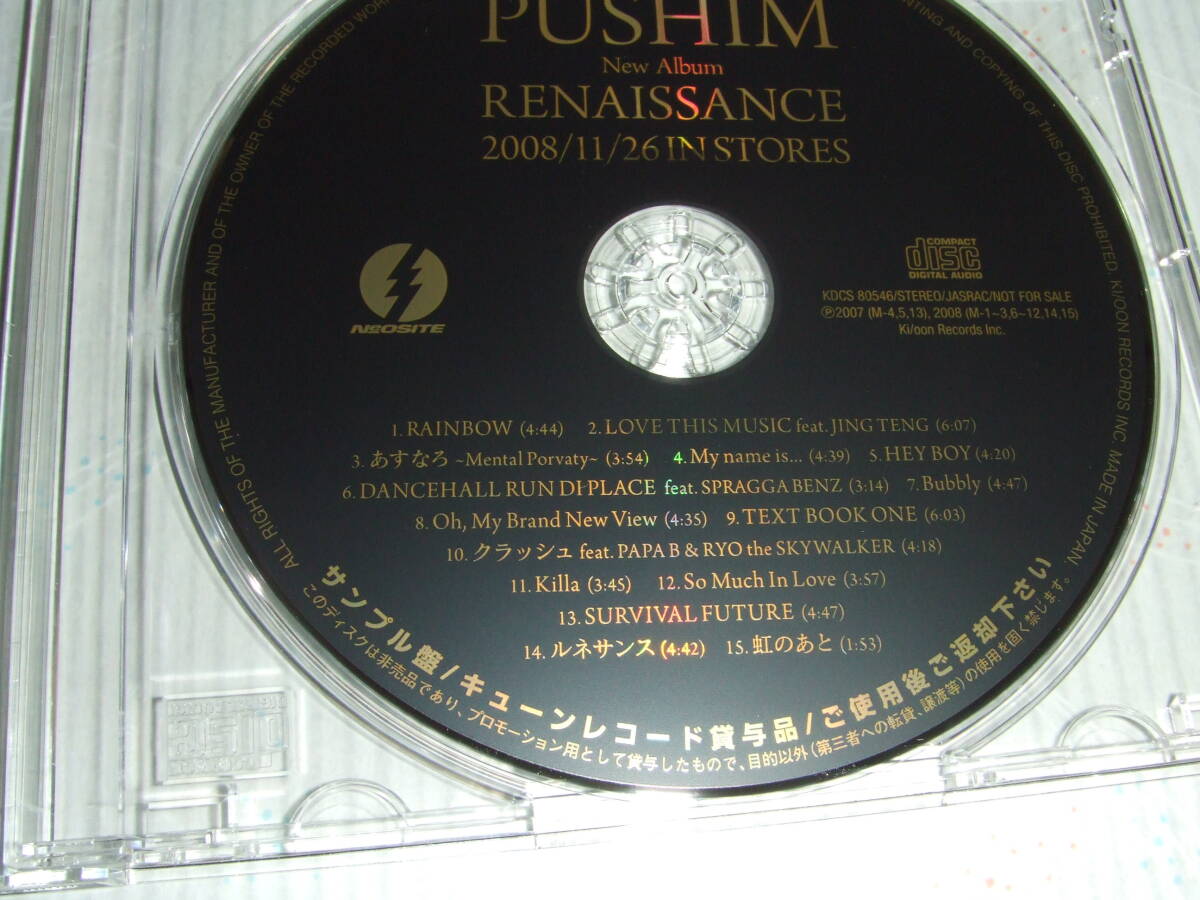 PUSHIM
New Album
RENAISSANCE
2008/11/26 IN STORES
NeOSITE
COMPACT
disc
DIGITAL AUDIO
KDCS 80546/STEREO/JASRAC/NOT FOR SALE
℗2007 (M-4,5,13), 2008 (M-1~3,6~12,14,15)
Ki/oon Records Inc.
1. RAINBOW (4:44) 2. LOVE THIS MUSIC feat. JING TENG (6:07)
3. あすなろ ~Mental Porvaty~ (3:54) 4. My name is... (4:39) 5. HEY BOY (4:20)
6. DANCEHALL RUN DI PLACE feat. SPRAGGA BENZ (3:14) 7. Bubbly (4:47)
8. Oh, My Brand New View (4:35) 9. TEXT BOOK ONE (6:03)
10. クラッシュ feat. PAPA B & RYO the SKYWALKER (4:18)
11. Killa (3:45) 12. So Much In Love (3:57)
13. SURVIVAL FUTURE (4:47)
14. ルネサンス (4:42) 15. 虹のあと (1:53)
サンプル盤/キューンレコード貸与品/ご使用後ご返却下さい
このディスクは非売品であり、プロモーション用として貸与したもので、目的以外(第三者への転貸、譲渡等)の使用を固く禁じます。
ALL RIGHTS OF THE MANUFACTURER AND OF THE OWNER OF THE RECORDED WOR
NTING AND COPYING OF THIS DISC PROHIBITED. KI/OON RECORDS INC. MADE IN JAPAN.